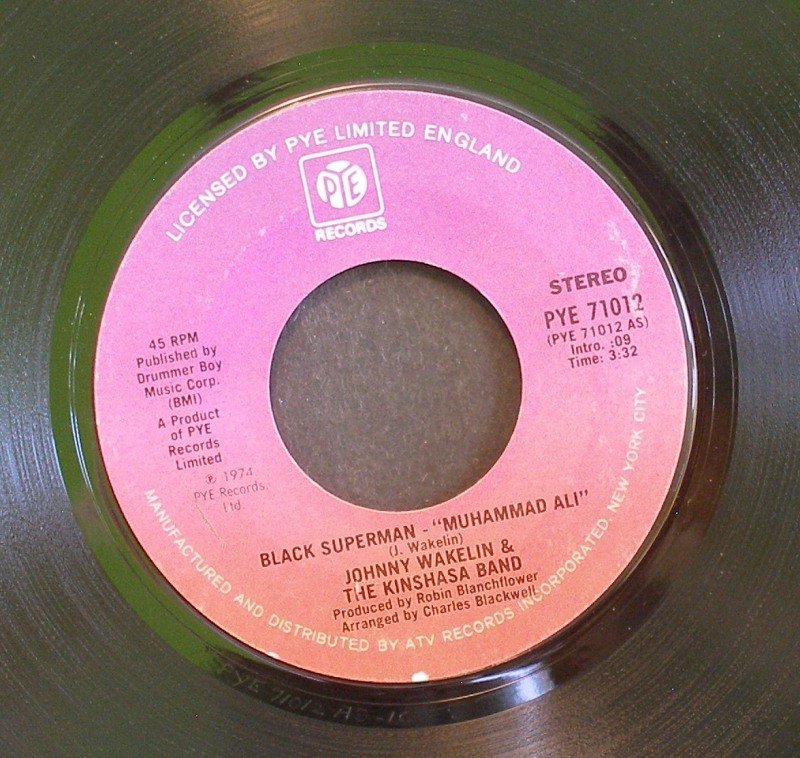 LICENSED BY PYE LIMITED ENGLAND
PYE
RECORDS
STEREO
PYE 71012
(PYE 71012 AS)
Intro. :09
Time: 3:32
45 RPM
Published by
Drummer Boy
Music Corp.
(BMI)
A Product
of PYE
Records
Limited
℗ 1974
PYE Records,
Ltd.
BLACK SUPERMAN - "MUHAMMAD ALI"
(J. Wakelin)
JOHNNY WAKELIN &
THE KINSHASA BAND
Produced by Robin Blanchflower
Arranged by Charles Blackwell
MANUFACTURED AND DISTRIBUTED BY ATV RECORDS INCORPORATED, NEW YORK CITY
PYE 71012